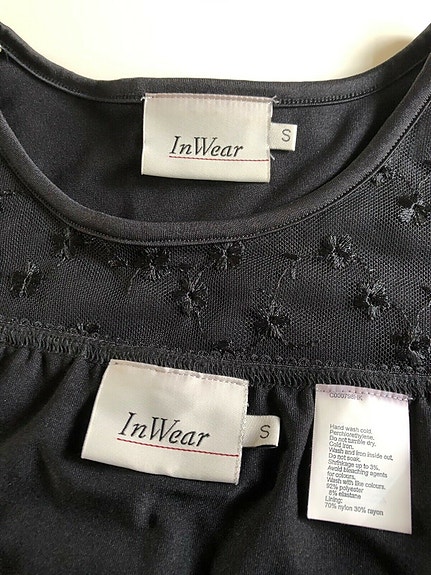 InWear
S
InWear
S
Hand wash cold.
Perchlorethylene.
Do not tumble dry.
Cold iron.
Wash and iron inside out.
Do not soak.
Shrinkage up to 3%.
Avoid bleaching agents
for colours.
Wash with like colours.
92% polyester
8% elastane
Lining:
70% nylon 30% rayon